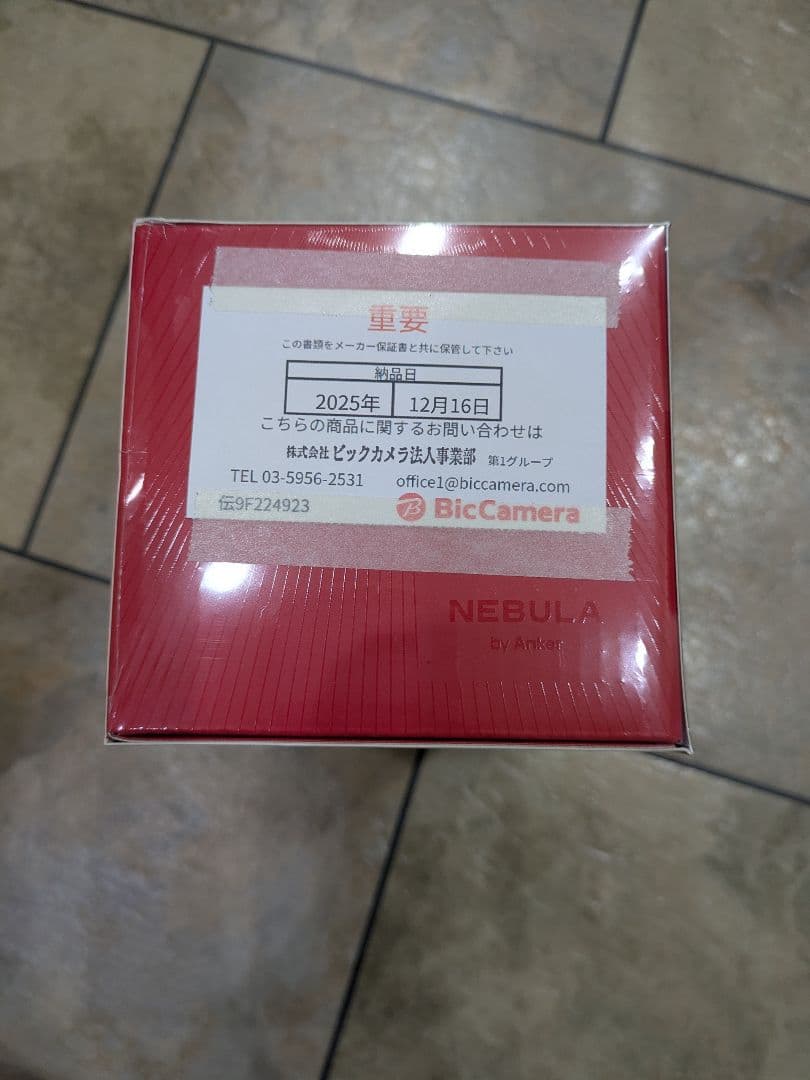 重要
この書類をメーカー保証書と共に保管して下さい
納品日
2025年 12月16日
こちらの商品に関するお問い合わせは
株式会社 ビックカメラ法人事業部 第1グループ
TEL 03-5956-2531 office1@biccamera.com
伝9F224923 BicCamera
NEBULA
by Anker